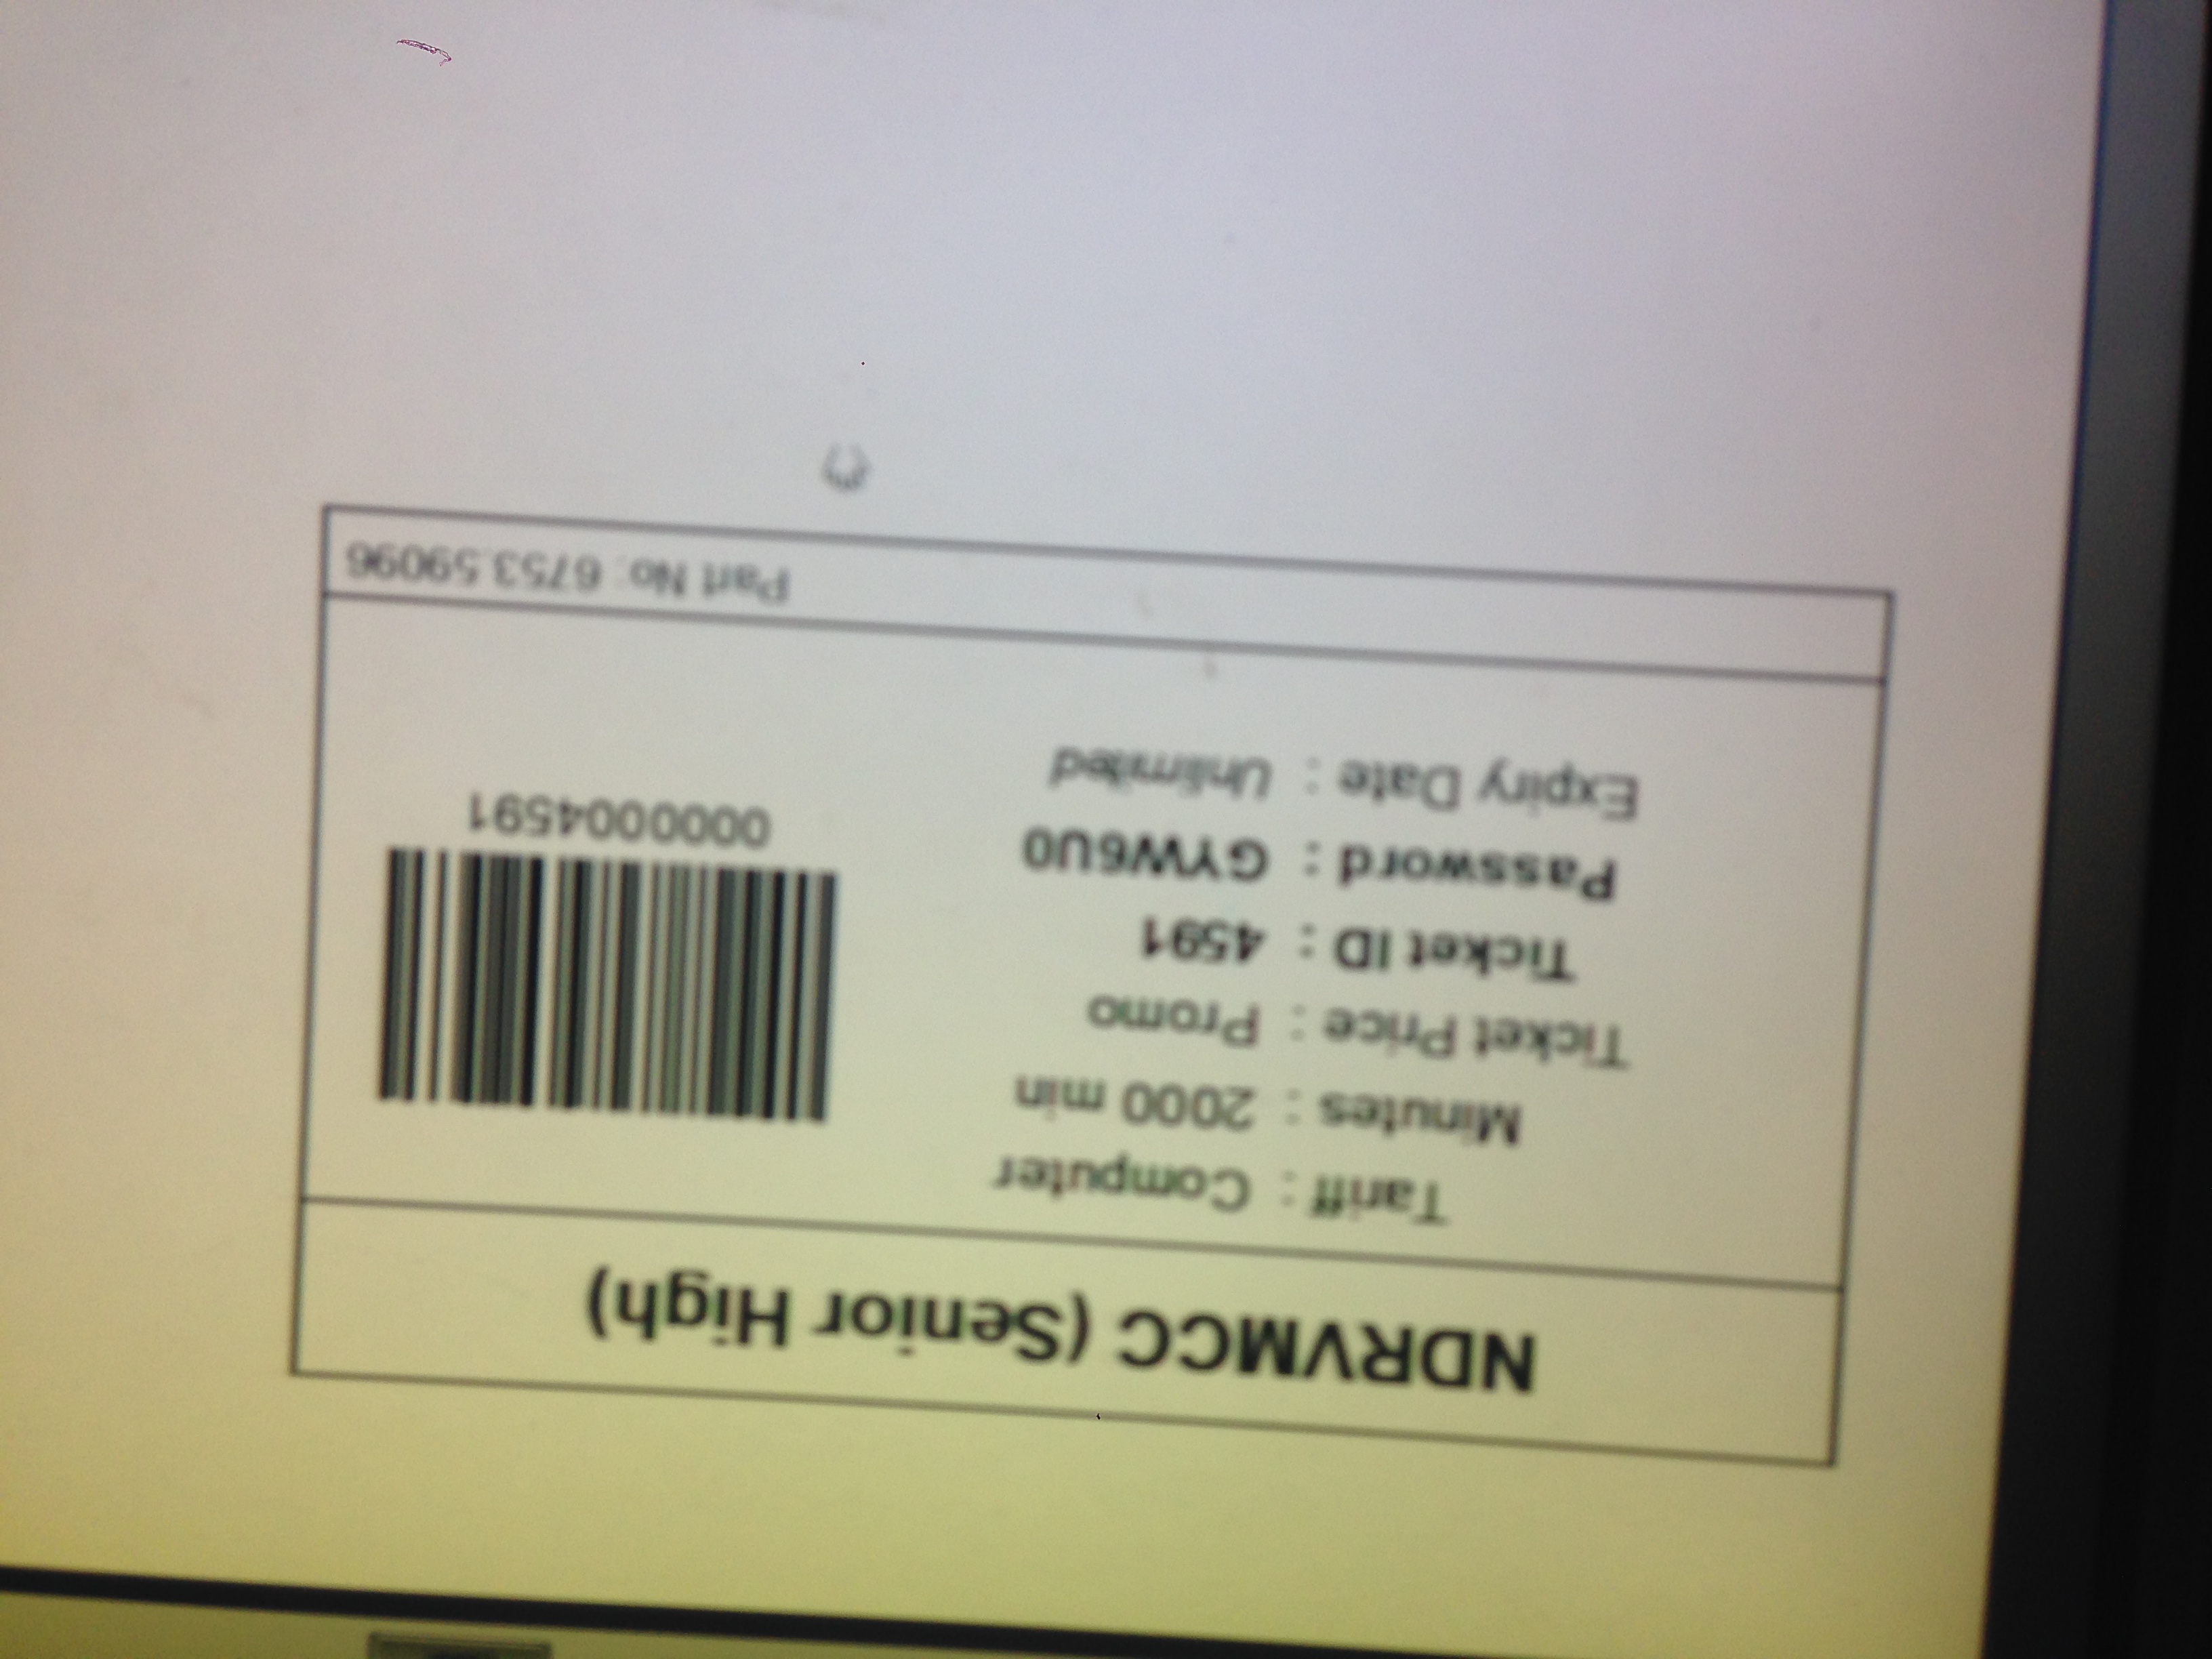 NDRVMCC (Senior High)
Tariff : Computer
Minutes : 2000 min
Ticket Price : Promo
Ticket ID : 4591
Password : GYW6U0
Expiry Date : Unlimited
0000004591
Part No: 6753.59096